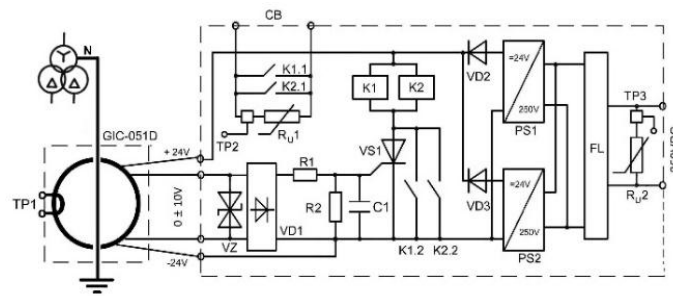 CB
N
K1.1
K2.1
K1
K2
VD2
=24V
250V
PS1
TP3
TP2
RU1
GIC-051D
+ 24V
VS1
FL
TP1
0 ± 10V
R1
R2
C1
VD3
=24V
250V
PS2
RU2
VZ
VD1
K1.2
K2.2
-24V